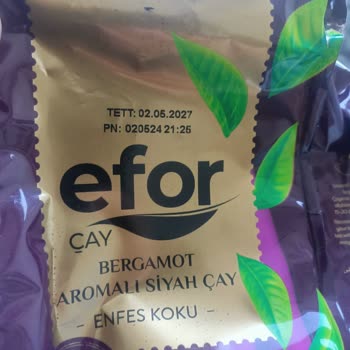 TETT: 02.05.2027
PN: 020524 21:25
efor
ÇAY
BERGAMOT
AROMALI SİYAH ÇAY
- ENFES KOKU -